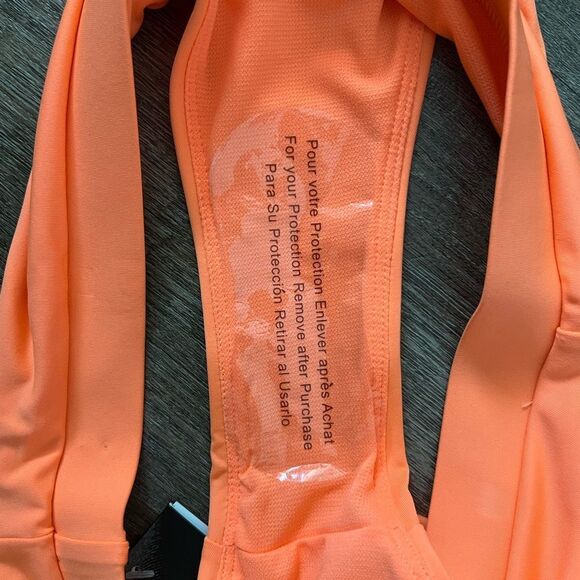 Pour votre Protection Enlever après Achat
For your Protection Remove after Purchase
Para Su Protección Retirar al Usarlo